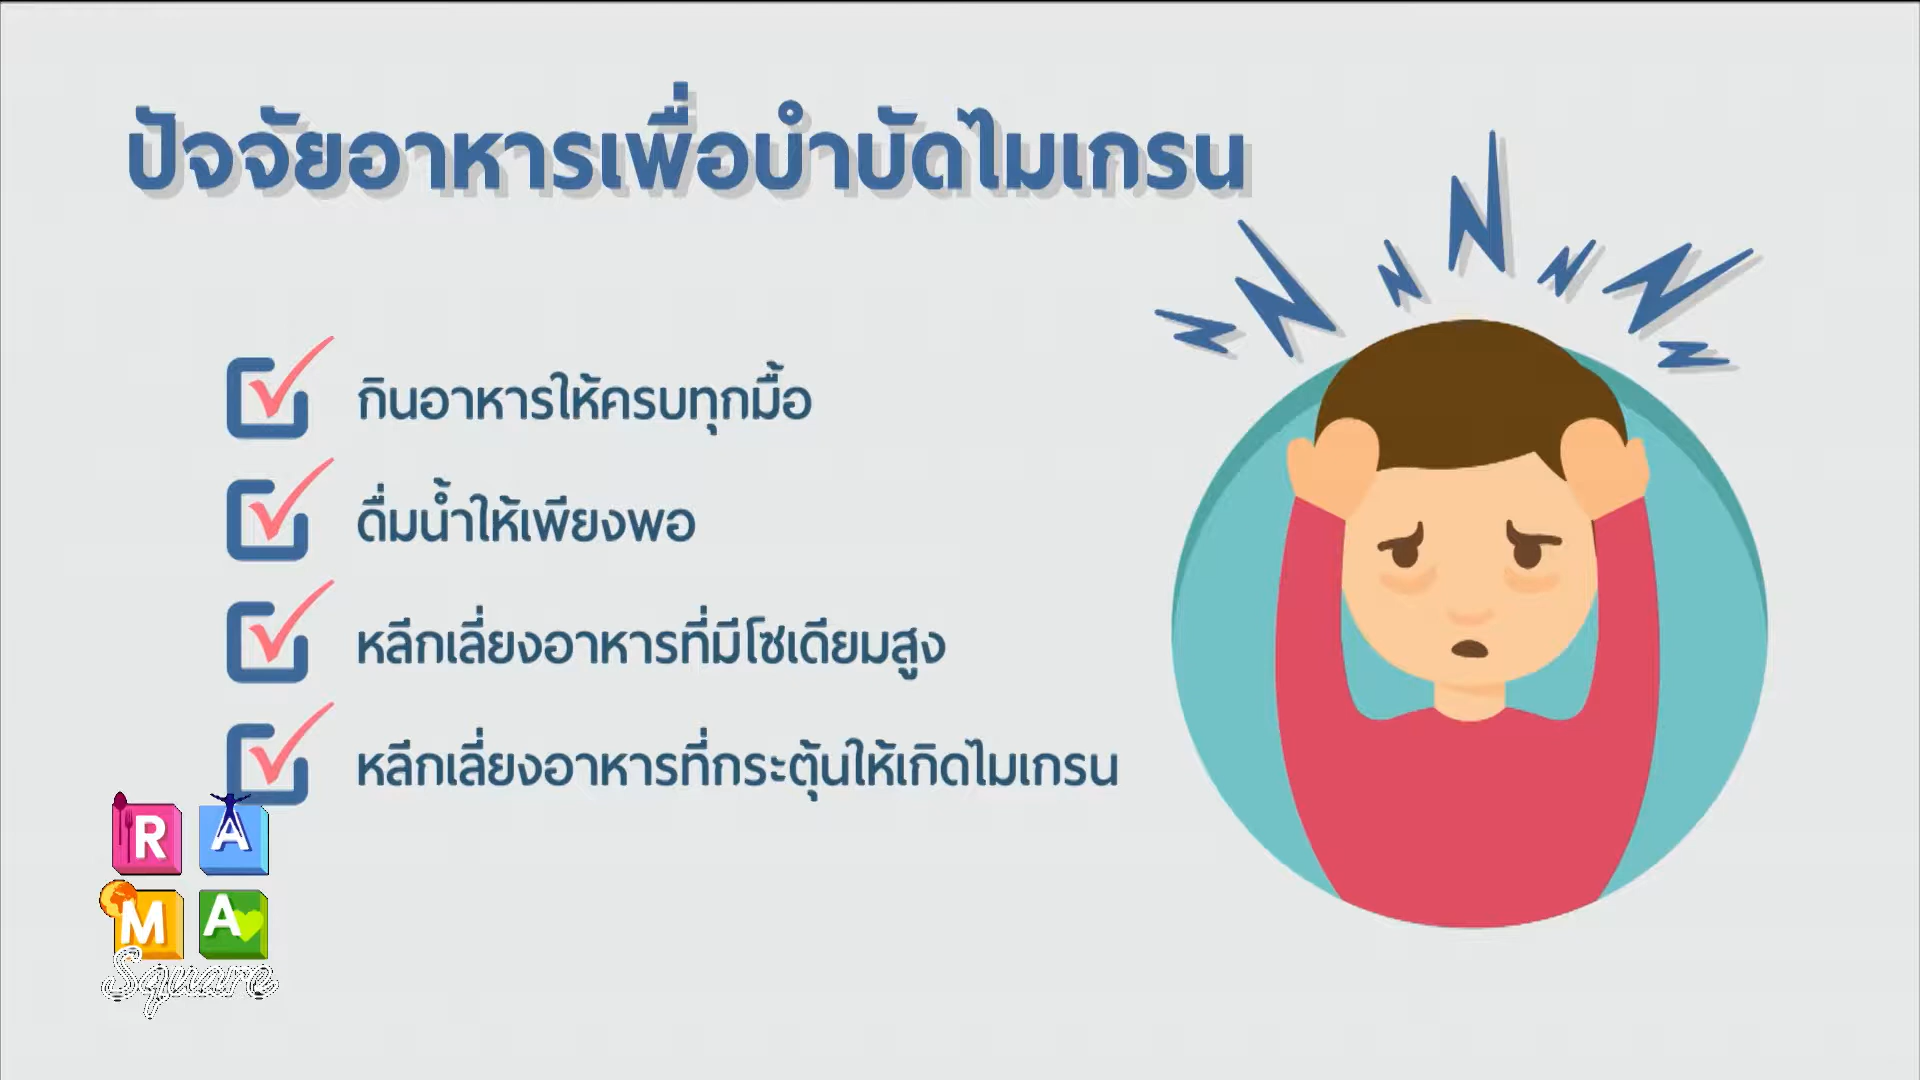 ปัจจัยอาหารเพื่อบำบัดไมเกรน
กินอาหารให้ครบทุกมื้อ
ดื่มน้ำให้เพียงพอ
หลีกเลี่ยงอาหารที่มีโซเดียมสูง
หลีกเลี่ยงอาหารที่กระตุ้นให้เกิดไมเกรน
RA
MA
Square